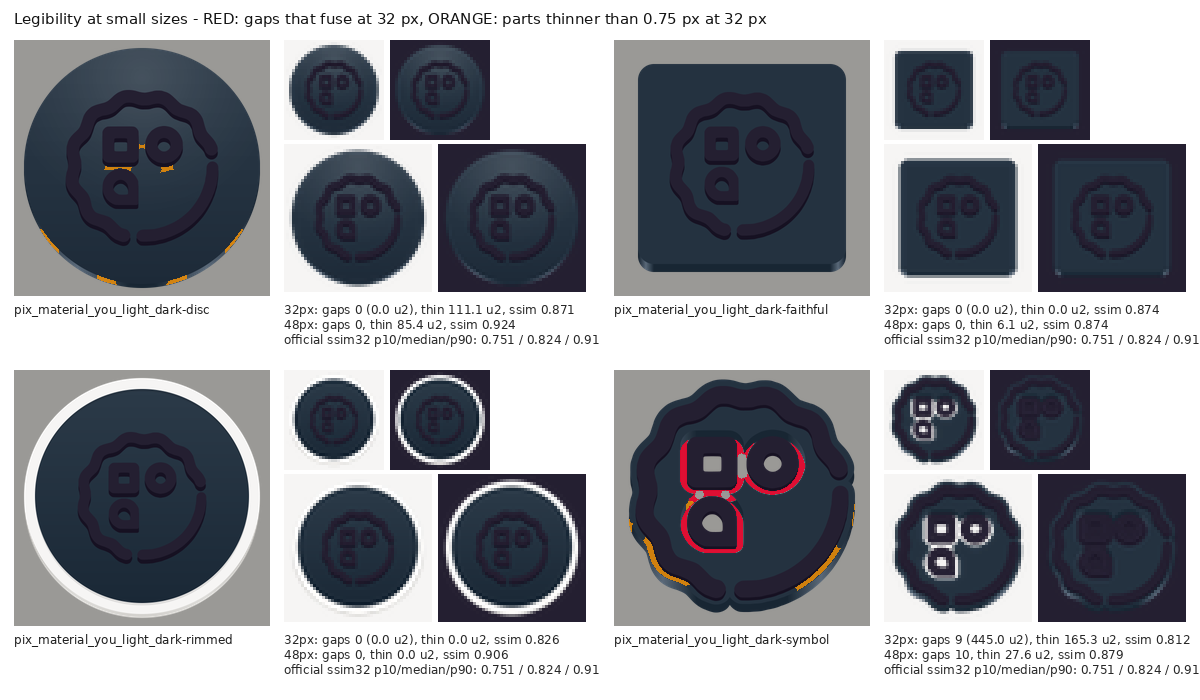 Legibility at small sizes - RED: gaps that fuse at 32 px, ORANGE: parts thinner than 0.75 px at 32 px
pix_material_you_light_dark-disc
32px: gaps 0 (0.0 u2), thin 111.1 u2, ssim 0.871
48px: gaps 0, thin 85.4 u2, ssim 0.924
official ssim32 p10/median/p90: 0.751 / 0.824 / 0.91
pix_material_you_light_dark-faithful
32px: gaps 0 (0.0 u2), thin 0.0 u2, ssim 0.874
48px: gaps 0, thin 6.1 u2, ssim 0.874
official ssim32 p10/median/p90: 0.751 / 0.824 / 0.91
pix_material_you_light_dark-rimmed
32px: gaps 0 (0.0 u2), thin 0.0 u2, ssim 0.826
48px: gaps 0, thin 0.0 u2, ssim 0.906
official ssim32 p10/median/p90: 0.751 / 0.824 / 0.91
pix_material_you_light_dark-symbol
32px: gaps 9 (445.0 u2), thin 165.3 u2, ssim 0.812
48px: gaps 10, thin 27.6 u2, ssim 0.879
official ssim32 p10/median/p90: 0.751 / 0.824 / 0.91